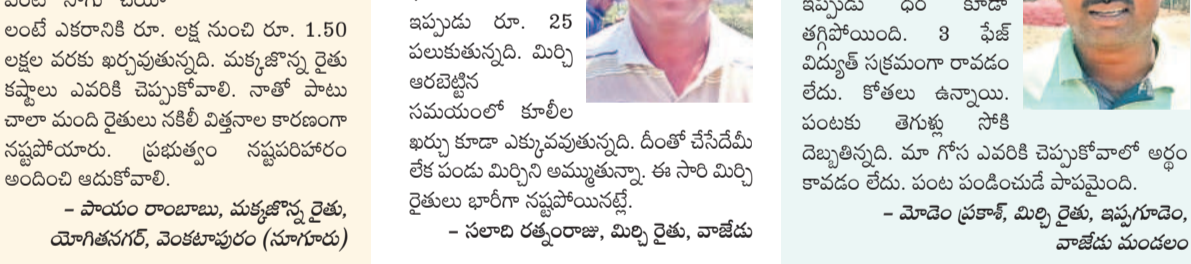 లంటే ఎకరానికి రూ. లక్ష నుంచి రూ. 1.50
లక్షల వరకు ఖర్చవుతున్నది. మక్కజొన్న రైతు
కష్టాలు ఎవరికి చెప్పుకోవాలి. నాతో పాటు
చాలా మంది రైతులు నకిలీ విత్తనాల కారణంగా
నష్టపోయారు. ప్రభుత్వం నష్టపరిహారం
అందించి ఆదుకోవాలి.
– పాయం రాంబాబు, మక్కజొన్న రైతు,
యోగితనగర్, వెంకటాపురం (నూగూరు)
ఇప్పుడు రూ. 25
పలుకుతున్నది. మిర్చి
ఆరబెట్టిన
సమయంలో కూలీల
ఖర్చు కూడా ఎక్కువవుతున్నది. దీంతో చేసేదేమీ
లేక పండు మిర్చిని అమ్ముతున్నా. ఈ సారి మిర్చి
రైతులు భారీగా నష్టపోయినట్లే.
– సలాది రత్నంరాజు, మిర్చి రైతు, వాజేడు
ఇప్పుడు ధర కూడా
తగ్గిపోయింది. 3 ఫేజ్
విద్యుత్ సక్రమంగా రావడం
లేదు. కోతలు ఉన్నాయి.
పంటకు తెగుళ్లు సోకి
దెబ్బతిన్నది. మా గోస ఎవరికి చెప్పుకోవాలో అర్థం
కావడం లేదు. పంట పండించుడే పాపమైంది.
– మోడెం ప్రకాశ్, మిర్చి రైతు, ఇప్పగూడెం,
వాజేడు మండలం